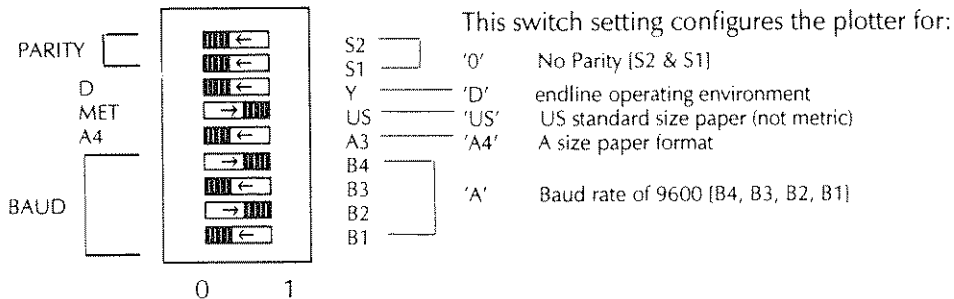 This switch setting configures the plotter for:
PARITY
S2
S1
'0' No Parity [S2 & S1]
D
Y
'D' endline operating environment
MET
US
'US' US standard size paper (not metric)
A4
A3
'A4' A size paper format
BAUD
B4
B3
B2
B1
'A' Baud rate of 9600 [B4, B3, B2, B1]
0 1